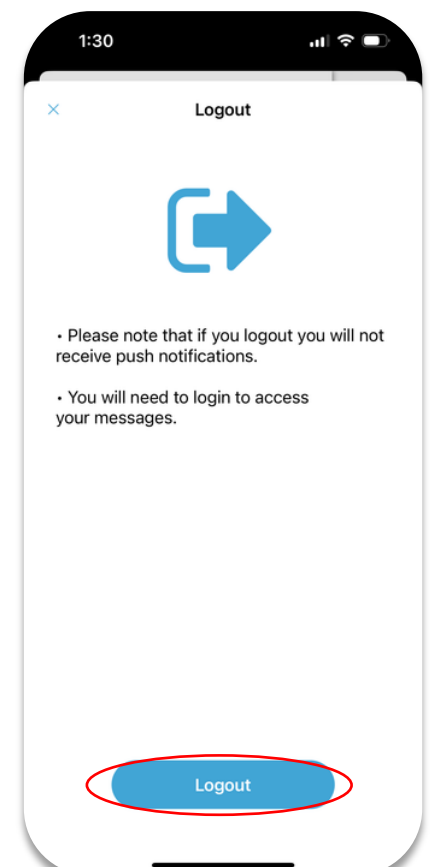 1:30
Logout
• Please note that if you logout you will not
receive push notifications.
• You will need to login to access
your messages.
Logout